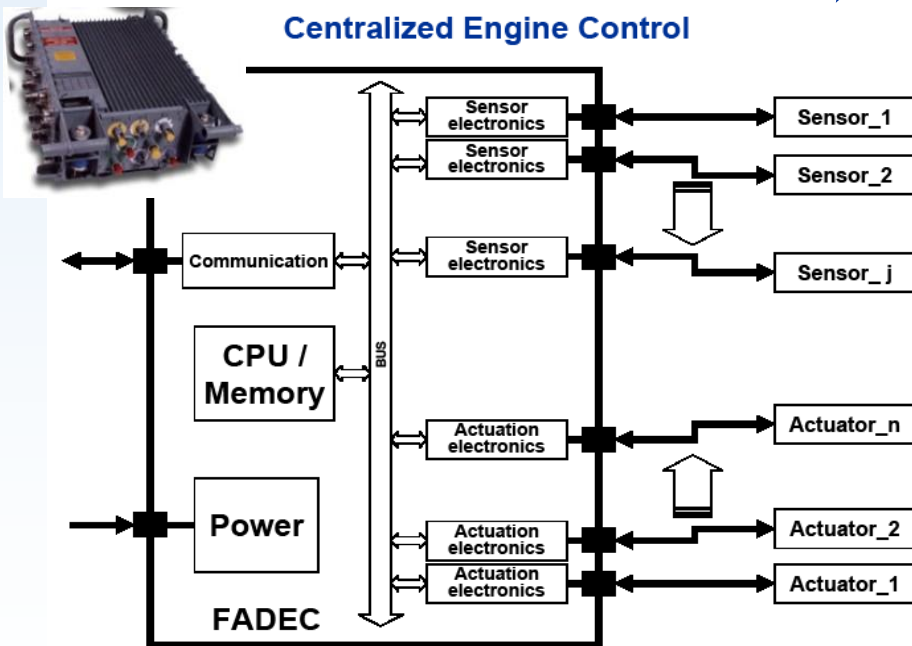 Centralized Engine Control
Sensor
electronics
Sensor_1
Sensor
electronics
Sensor_2
Sensor
electronics
Sensor_ j
Communication
CPU /
Memory
BUS
Actuation
electronics
Actuator_n
Power
Actuation
electronics
Actuator_2
Actuation
electronics
Actuator_1
FADEC